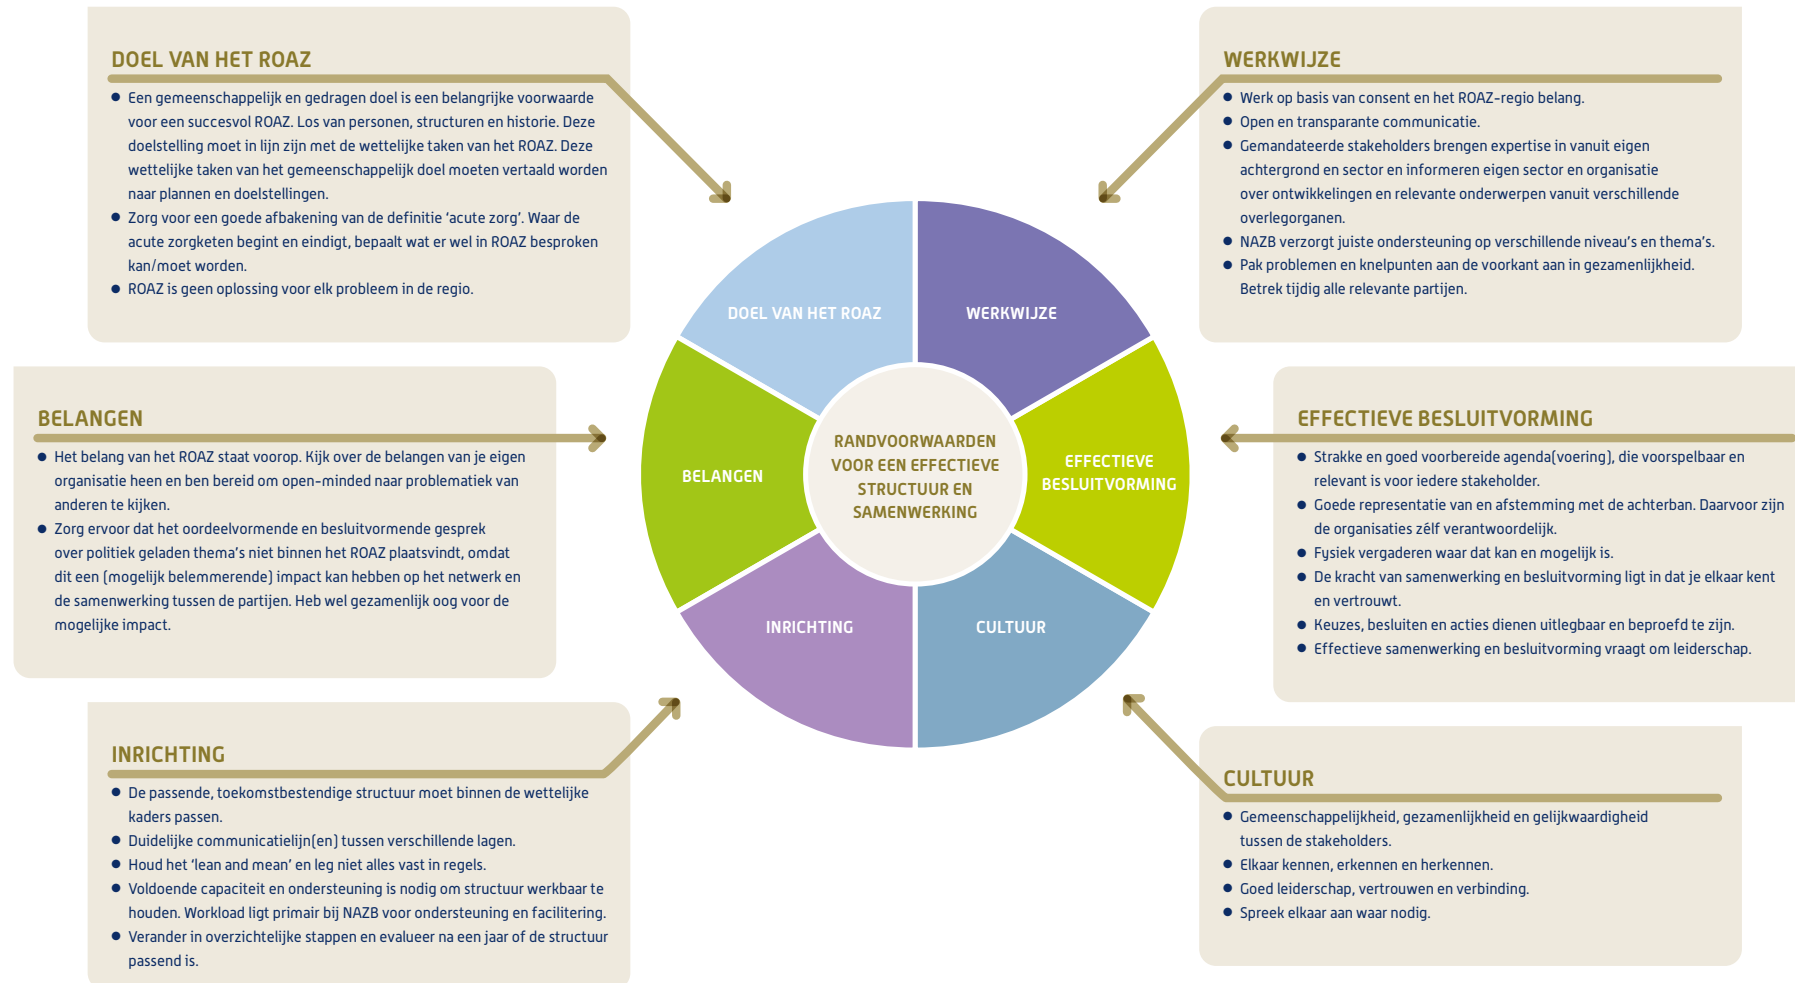 DOEL VAN HET ROAZ
• Een gemeenschappelijk en gedragen doel is een belangrijke voorwaarde
voor een succesvol ROAZ. Los van personen, structuren en historie. Deze
doelstelling moet in lijn zijn met de wettelijke taken van het ROAZ. Deze
wettelijke taken van het gemeenschappelijk doel moeten vertaald worden
naar plannen en doelstellingen.
• Zorg voor een goede afbakening van de definitie ‘acute zorg’. Waar de
acute zorgketen begint en eindigt, bepaalt wat er wel in ROAZ besproken
kan/moet worden.
• ROAZ is geen oplossing voor elk probleem in de regio.
WERKWIJZE
• Werk op basis van consent en het ROAZ-regio belang.
• Open en transparante communicatie.
• Gemandateerde stakeholders brengen expertise in vanuit eigen
achtergrond en sector en informeren eigen sector en organisatie
over ontwikkelingen en relevante onderwerpen vanuit verschillende
overlegorganen.
• NAZB verzorgt juiste ondersteuning op verschillende niveau’s en thema’s.
• Pak problemen en knelpunten aan de voorkant aan in gezamenlijkheid.
Betrek tijdig alle relevante partijen.
BELANGEN
• Het belang van het ROAZ staat voorop. Kijk over de belangen van je eigen
organisatie heen en ben bereid om open-minded naar problematiek van
anderen te kijken.
• Zorg ervoor dat het oordeelvormende en besluitvormende gesprek
over politiek geladen thema’s niet binnen het ROAZ plaatsvindt, omdat
dit een (mogelijk belemmerende) impact kan hebben op het netwerk en
de samenwerking tussen de partijen. Heb wel gezamenlijk oog voor de
mogelijke impact.
DOEL VAN HET ROAZ
WERKWIJZE
BELANGEN
RANDVOORWAARDEN
VOOR EEN EFFECTIEVE
STRUCTUUR EN
SAMENWERKING
EFFECTIEVE
BESLUITVORMING
INRICHTING
CULTUUR
EFFECTIEVE BESLUITVORMING
• Strakke en goed voorbereide agenda(voering), die voorspelbaar en
relevant is voor iedere stakeholder.
• Goede representatie van en afstemming met de achterban. Daarvoor zijn
de organisaties zélf verantwoordelijk.
• Fysiek vergaderen waar dat kan en mogelijk is.
• De kracht van samenwerking en besluitvorming ligt in dat je elkaar kent
en vertrouwt.
• Keuzes, besluiten en acties dienen uitlegbaar en beproefd te zijn.
• Effectieve samenwerking en besluitvorming vraagt om leiderschap.
INRICHTING
• De passende, toekomstbestendige structuur moet binnen de wettelijke
kaders passen.
• Duidelijke communicatielijn(en) tussen verschillende lagen.
• Houd het ‘lean and mean’ en leg niet alles vast in regels.
• Voldoende capaciteit en ondersteuning is nodig om structuur werkbaar te
houden. Workload ligt primair bij NAZB voor ondersteuning en facilitering.
• Verander in overzichtelijke stappen en evalueer na een jaar of de structuur
passend is.
CULTUUR
• Gemeenschappelijkheid, gezamenlijkheid en gelijkwaardigheid
tussen de stakeholders.
• Elkaar kennen, erkennen en herkennen.
• Goed leiderschap, vertrouwen en verbinding.
• Spreek elkaar aan waar nodig.